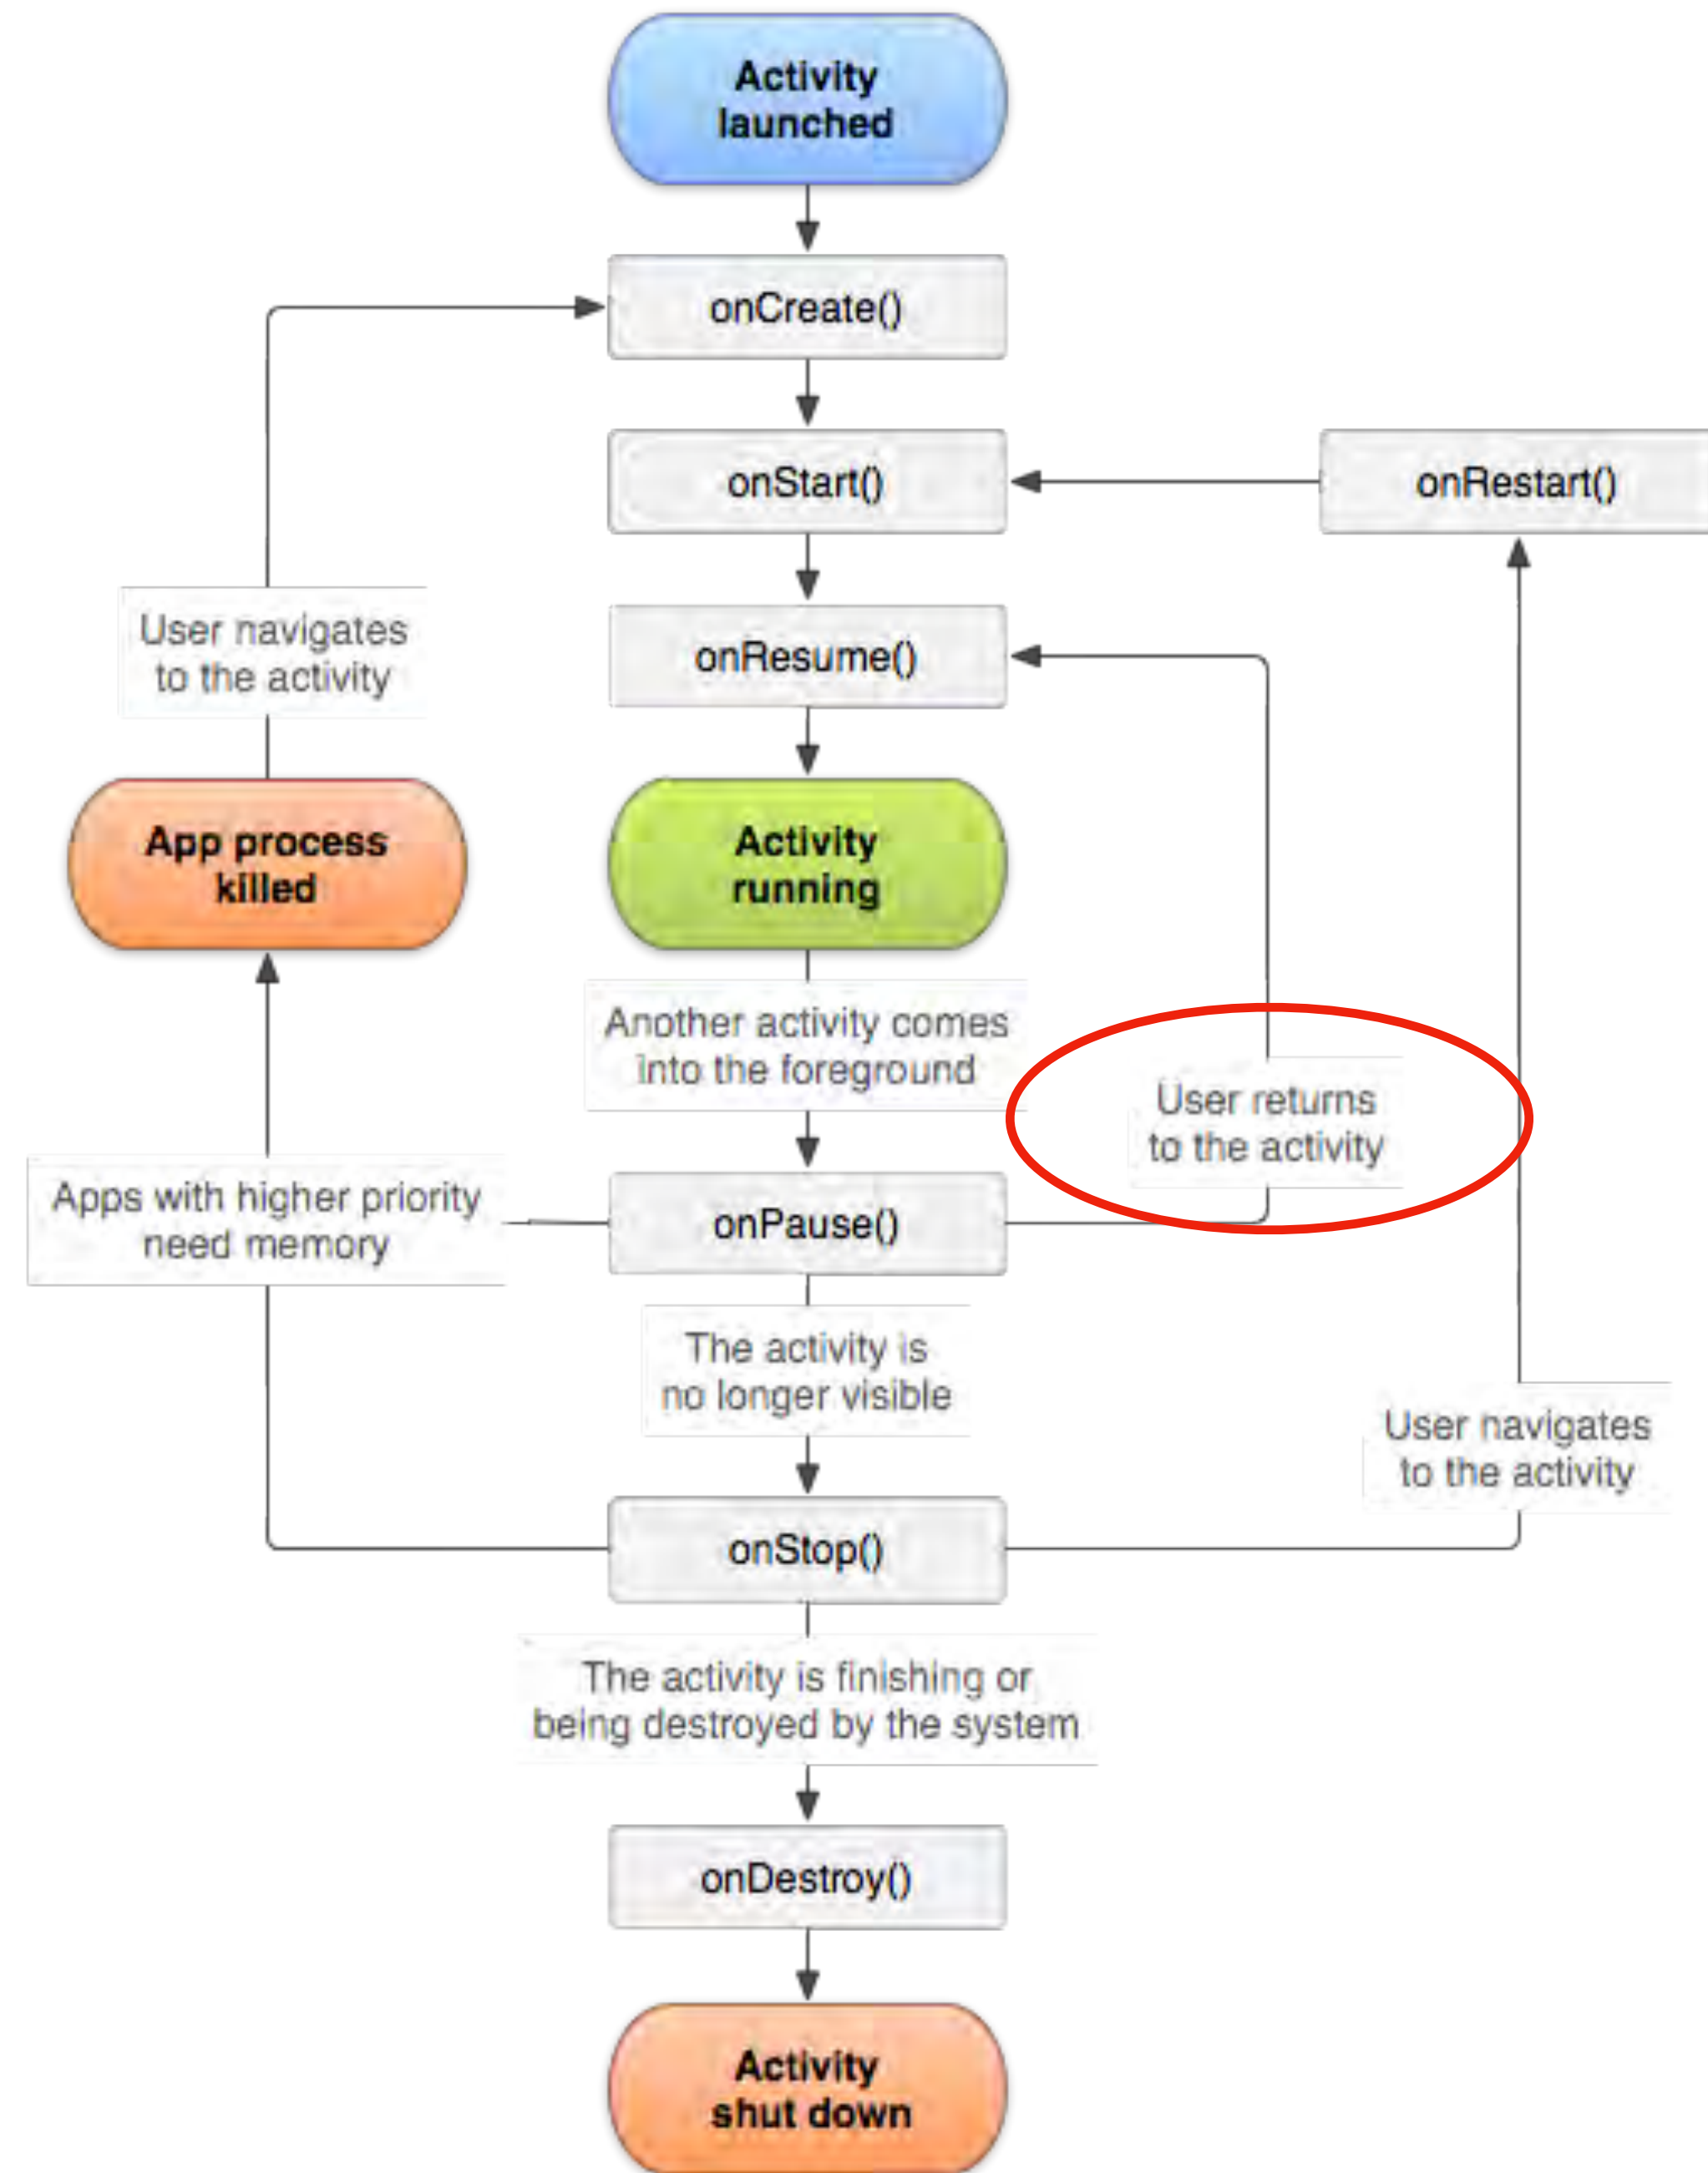 Activity
launched
onCreate()
onStart()
onRestart()
User navigates
to the activity
onResume()
App process
killed
Activity
running
Another activity comes
into the foreground
User returns
to the activity
Apps with higher priority
need memory
onPause()
The activity is
no longer visible
User navigates
to the activity
onStop()
The activity is finishing or
being destroyed by the system
onDestroy()
Activity
shut down